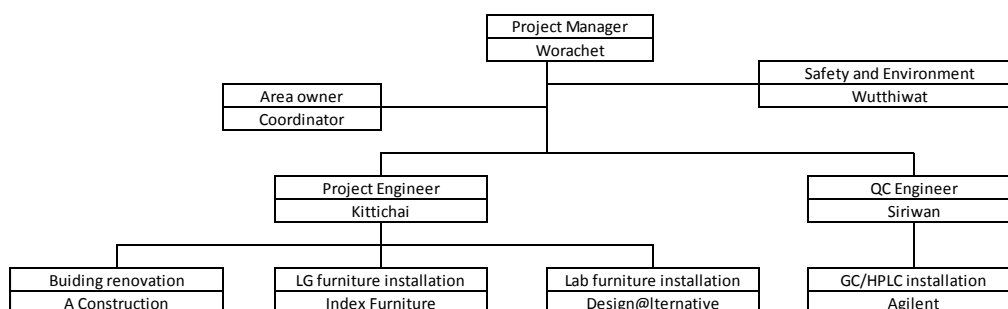 Project Manager
Worachet
Safety and Environment
Wutthiwat
Area owner
Coordinator
Project Engineer
Kittichai
QC Engineer
Siriwan
Buiding renovation
A Construction
LG furniture installation
Index Furniture
Lab furniture installation
Design@lternative
GC/HPLC installation
Agilent